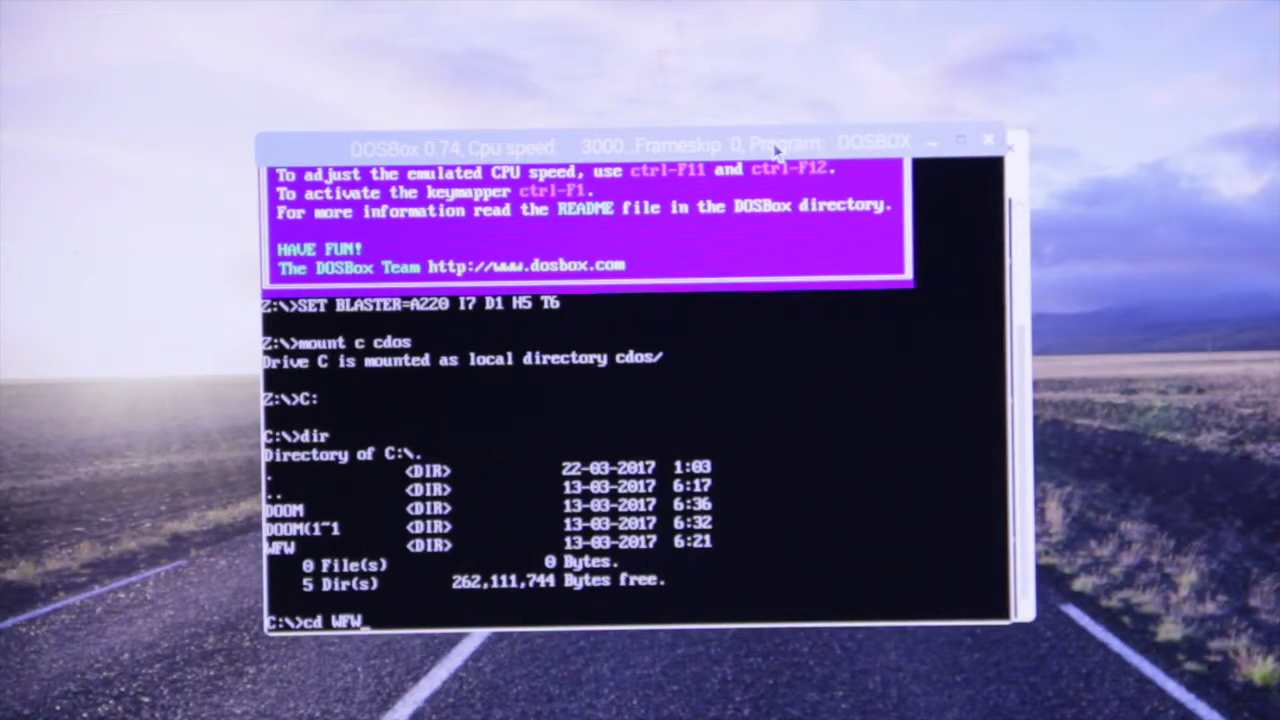 DOSBox 0.74, Cpu speed: 3000, Frameskip 0, Program: DOSBOX
To adjust the emulated CPU speed, use ctrl-F11 and ctrl-F12.
To activate the keymapper ctrl-F1.
For more information read the README file in the DOSBox directory.
HAVE FUN!
The DOSBox Team http://www.dosbox.com
Z:\>SET BLASTER=A220 I7 D1 H5 T6
Z:\>mount c cdos
Drive C is mounted as local directory cdos/
Z:\>C:
C:\>dir
Directory of C:\.
. <DIR> 22-03-2017 1:03
.. <DIR> 13-03-2017 6:17
DOOM <DIR> 13-03-2017 6:36
DOOM(1~1 <DIR> 13-03-2017 6:32
WFW <DIR> 13-03-2017 6:21
0 File(s) 0 Bytes.
5 Dir(s) 262,111,744 Bytes free.
C:\>cd WFW_